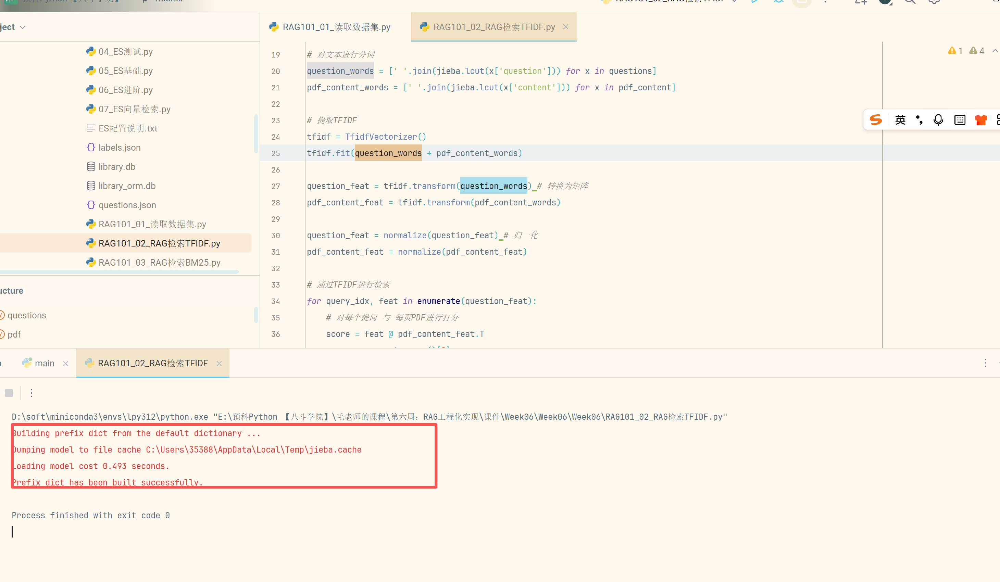 ject
RAG101_01_读取数据集.py
RAG101_02_RAG检索TFIDF.py
04_ES测试.py
05_ES基础.py
06_ES进阶.py
07_ES向量检索.py
ES配置说明.txt
labels.json
library.db
library_orm.db
questions.json
RAG101_01_读取数据集.py
RAG101_02_RAG检索TFIDF.py
RAG101_03_RAG检索BM25.py
ucture
questions
pdf
1 4
19 # 对文本进行分词
20 question_words = [' '.join(jieba.lcut(x['question'])) for x in questions]
21 pdf_content_words = [' '.join(jieba.lcut(x['content'])) for x in pdf_content]
22
23 # 提取TFIDF
24 tfidf = TfidfVectorizer()
25 tfidf.fit(question_words + pdf_content_words)
26
27 question_feat = tfidf.transform(question_words) # 转换为矩阵
28 pdf_content_feat = tfidf.transform(pdf_content_words)
29
30 question_feat = normalize(question_feat) # 归一化
31 pdf_content_feat = normalize(pdf_content_feat)
32
33 # 通过TFIDF进行检索
34 for query_idx, feat in enumerate(question_feat):
35 # 对每个提问 与 每页PDF进行打分
36 score = feat @ pdf_content_feat.T
英
main
RAG101_02_RAG检索TFIDF
D:\soft\miniconda3\envs\lpy312\python.exe "E:\预科Python 【八斗学院】\毛老师的课程\第六周：RAG工程化实现\课件\Week06\Week06\Week06\RAG101_02_RAG检索TFIDF.py"
Building prefix dict from the default dictionary ...
Dumping model to file cache C:\Users\35388\AppData\Local\Temp\jieba.cache
Loading model cost 0.493 seconds.
Prefix dict has been built successfully.
Process finished with exit code 0